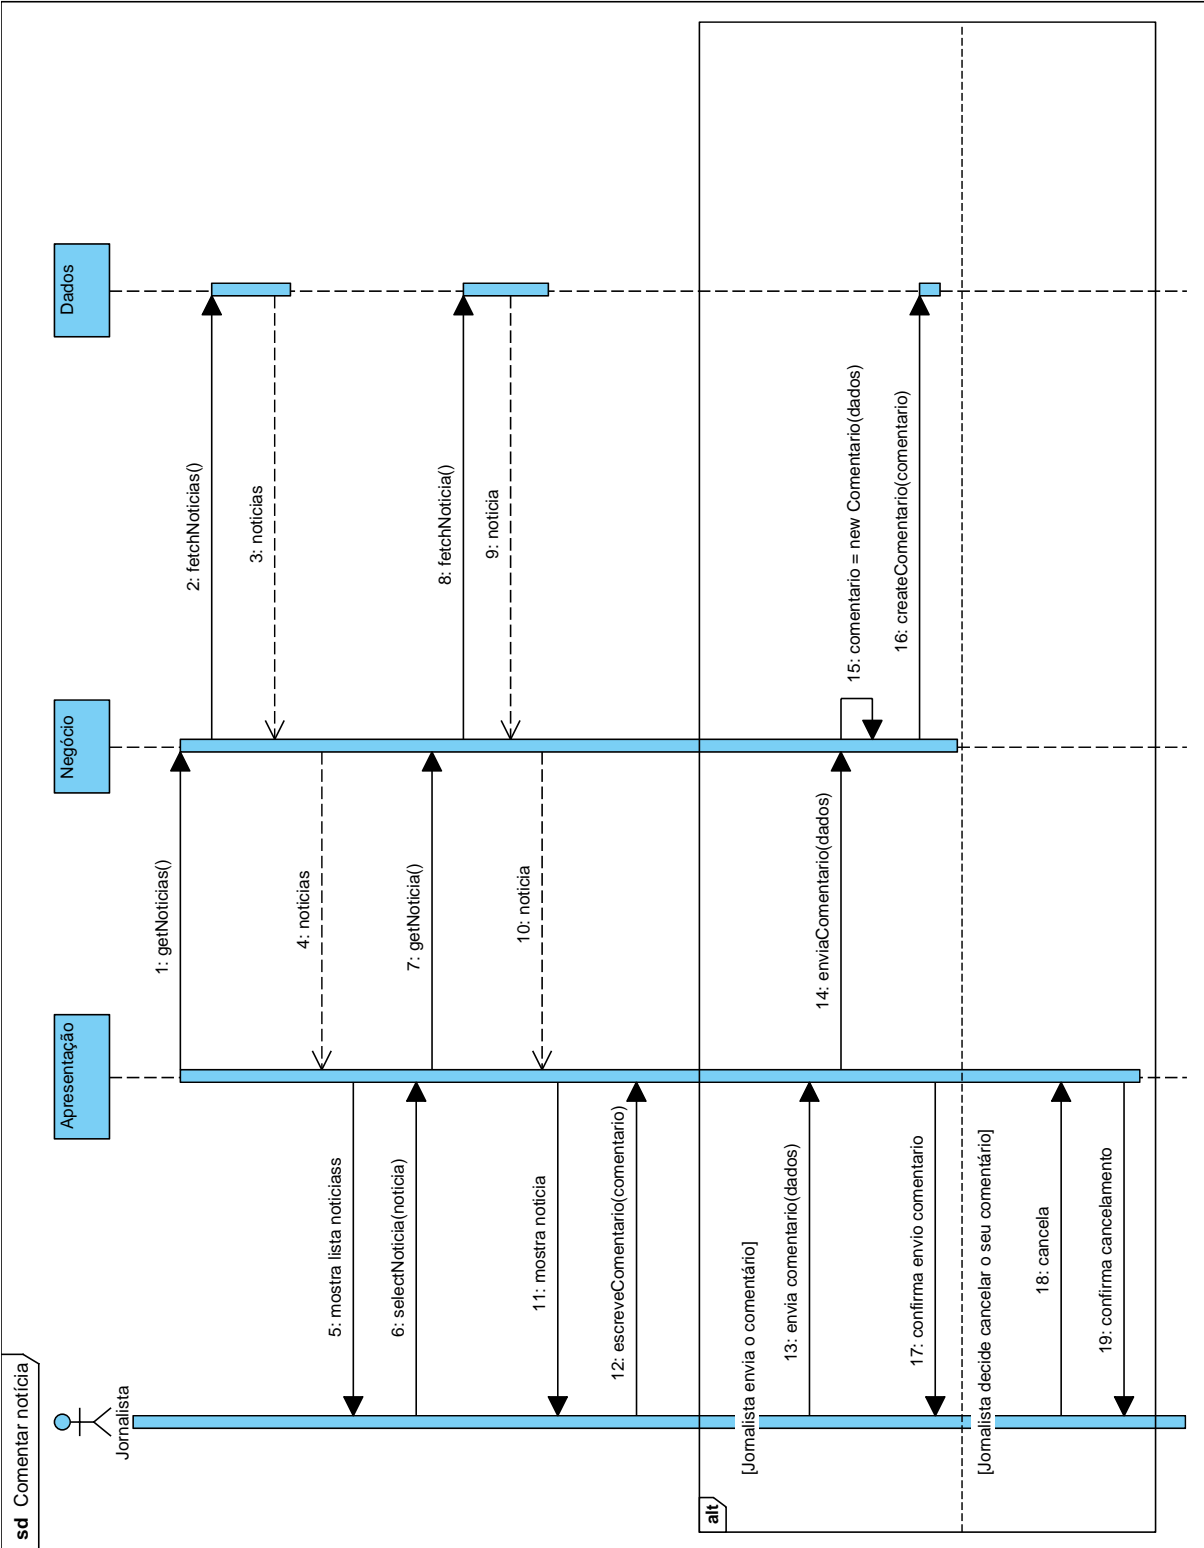 sd Comentar notícia
Jornalista
Apresentação
Negócio
Dados
1: getNoticias()
2: fetchNoticias()
3: noticias
4: noticias
5: mostra lista noticiass
6: selectNoticia(noticia)
7: getNoticia()
8: fetchNoticia()
9: noticia
10: noticia
11: mostra noticia
12: escreveComentario(comentario)
alt
[Jornalista envia o comentário]
13: envia comentario(dados)
14: enviaComentario(dados)
15: comentario = new Comentario(dados)
16: createComentario(comentario)
17: confirma envio comentario
[Jornalista decide cancelar o seu comentário]
18: cancela
19: confirma cancelamento